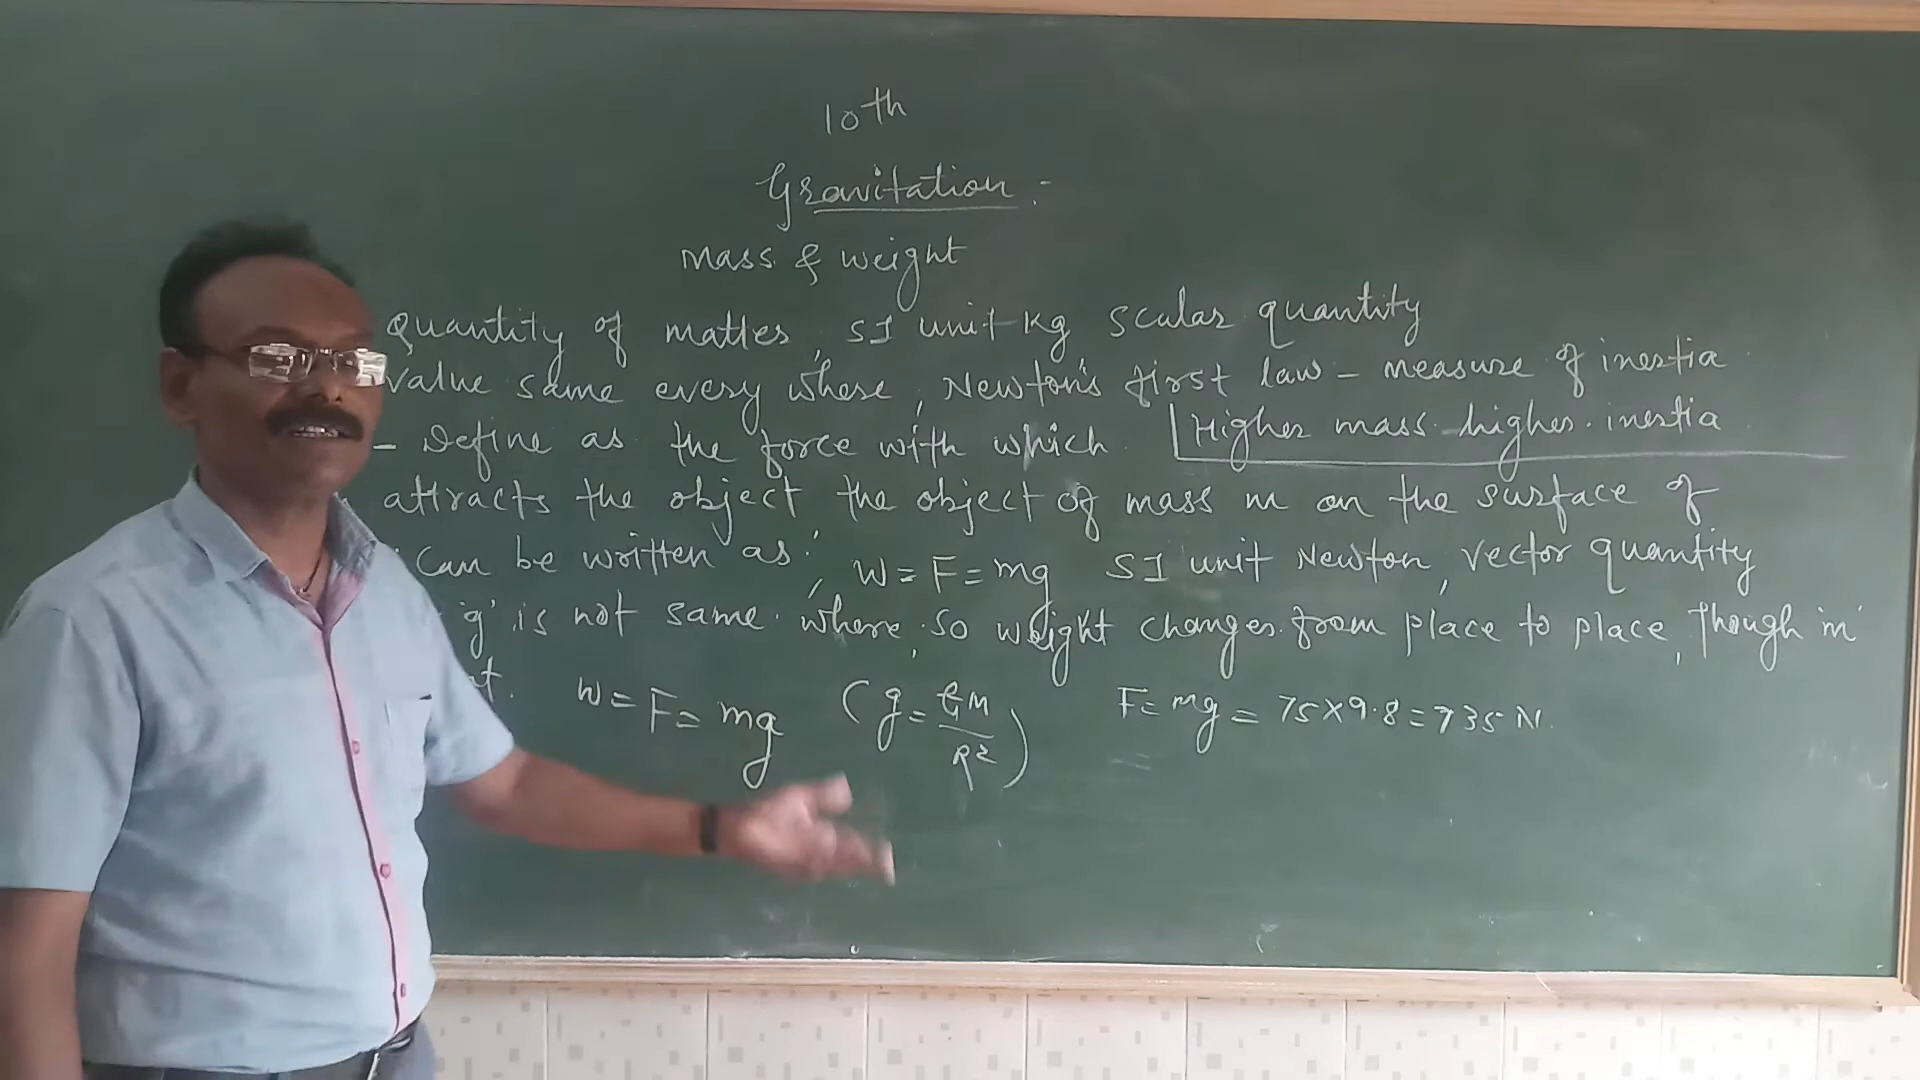 10th
Gravitation :-
Mass & weight
Quantity of matter, SI unit kg scalar quantity
Value same every where, Newton's first law - measure of inertia
- Define as the force with which Higher mass higher inertia
attracts the object the object of mass m on the surface of
can be written as, W = F = mg SI unit Newton, Vector quantity
'g' is not same where, so weight changes from place to place, though 'm'
W = F = mg (g = GM/R²) F = mg = 75 × 9.8 = 735 N.